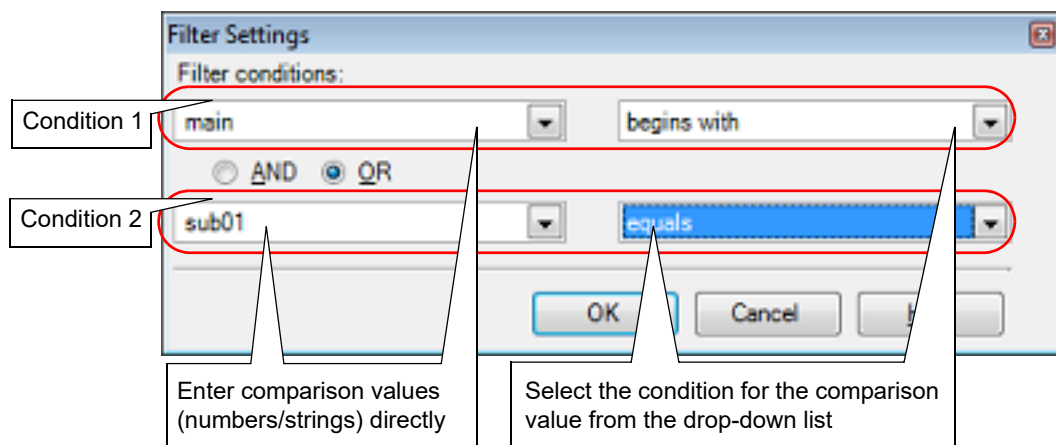 Filter Settings
Filter conditions:
Condition 1
main
begins with
AND OR
Condition 2
sub01
equals
OK Cancel
Enter comparison values
(numbers/strings) directly
Select the condition for the comparison
value from the drop-down list